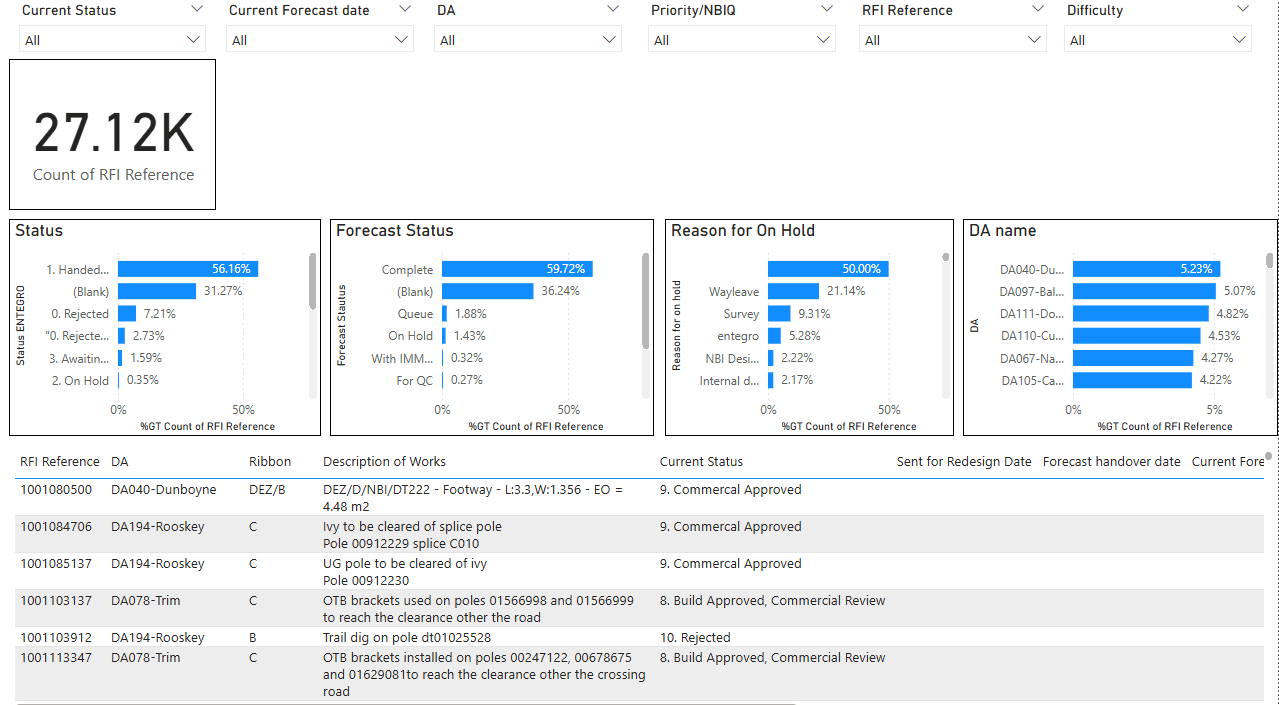 Current Status
Current Forecast date
DA
Priority/NBIQ
RFI Reference
Difficulty
All
All
All
All
All
All
27.12K
Count of RFI Reference
Status
Status ENTEGRO
1. Handed... 56.16%
(Blank) 31.27%
0. Rejected 7.21%
"0. Rejecte... 2.73%
3. Awaitin... 1.59%
2. On Hold 0.35%
0% 50%
%GT Count of RFI Reference
Forecast Status
Forecast Stautus
Complete 59.72%
(Blank) 36.24%
Queue 1.88%
On Hold 1.43%
With IMM... 0.32%
For QC 0.27%
0% 50%
%GT Count of RFI Reference
Reason for On Hold
Reason for on hold
50.00%
Wayleave 21.14%
Survey 9.31%
entegro 5.28%
NBI Desi... 2.22%
Internal d... 2.17%
0% 50%
%GT Count of RFI Reference
DA name
DA
DA040-Du... 5.23%
DA097-Bal... 5.07%
DA111-Do... 4.82%
DA110-Cu... 4.53%
DA067-Na... 4.27%
DA105-Ca... 4.22%
0% 5%
%GT Count of RFI Reference
RFI Reference DA Ribbon Description of Works Current Status Sent for Redesign Date Forecast handover date Current Fore
1001080500 DA040-Dunboyne DEZ/B DEZ/D/NBI/DT222 - Footway - L:3.3,W:1.356 - EO = 9. Commercal Approved
4.48 m2
1001084706 DA194-Rooskey C Ivy to be cleared of splice pole 9. Commercal Approved
Pole 00912229 splice C010
1001085137 DA194-Rooskey C UG pole to be cleared of ivy 9. Commercal Approved
Pole 00912230
1001103137 DA078-Trim C OTB brackets used on poles 01566998 and 01566999 8. Build Approved, Commercial Review
to reach the clearance other the road
1001103912 DA194-Rooskey B Trail dig on pole dt01025528 10. Rejected
1001113347 DA078-Trim C OTB brackets installed on poles 00247122, 00678675 8. Build Approved, Commercial Review
and 01629081to reach the clearance other the crossing
road